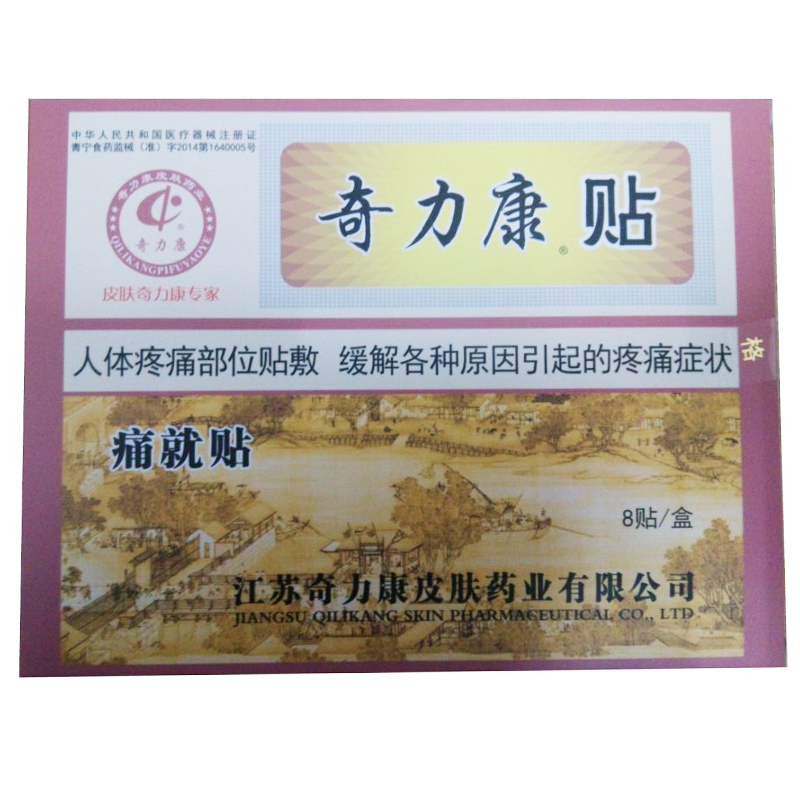 中华人民共和国医疗器械注册证
青宁食药监械（准）字2014第1640005号
奇力康皮肤药业
奇力康
QILIKANGPIFUYAOYE
皮肤奇力康专家
奇力康®贴
人体疼痛部位贴敷 缓解各种原因引起的疼痛症状
格
痛就贴
8贴/盒
江苏奇力康皮肤药业有限公司
JIANGSU QILIKANG SKIN PHARMACEUTICAL CO., LTD